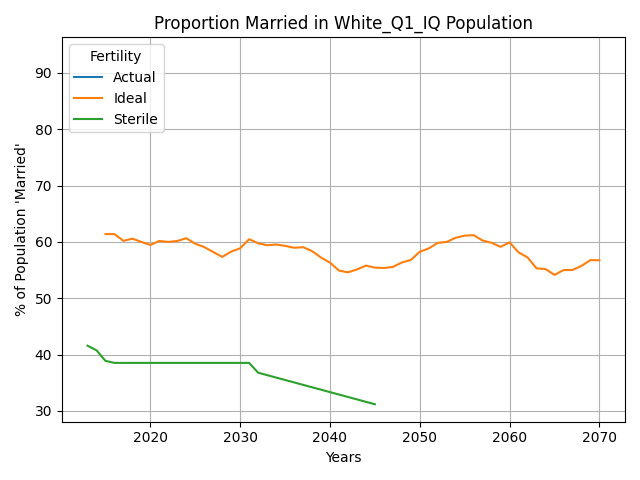 Proportion Married in White_Q1_IQ Population
% of Population 'Married'
Fertility
Actual
Ideal
Sterile
90
80
70
60
50
40
30
2020 2030 2040 2050 2060 2070
Years